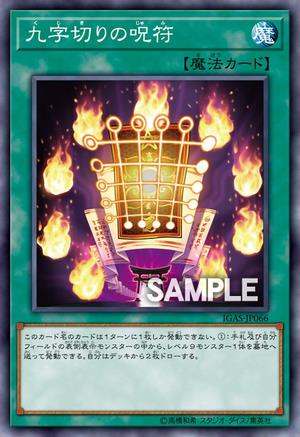 九字切りの呪符
魔
【魔法カード】
SAMPLE
IGAS-JP066
このカード名のカードは1ターンに1枚しか発動できない。①：手札及び自分
フィールドの表側表示モンスターの中から、レベル9モンスター1体を墓地へ
送って発動できる。自分はデッキから2枚ドローする。
©高橋和希 スタジオ・ダイス/集英社